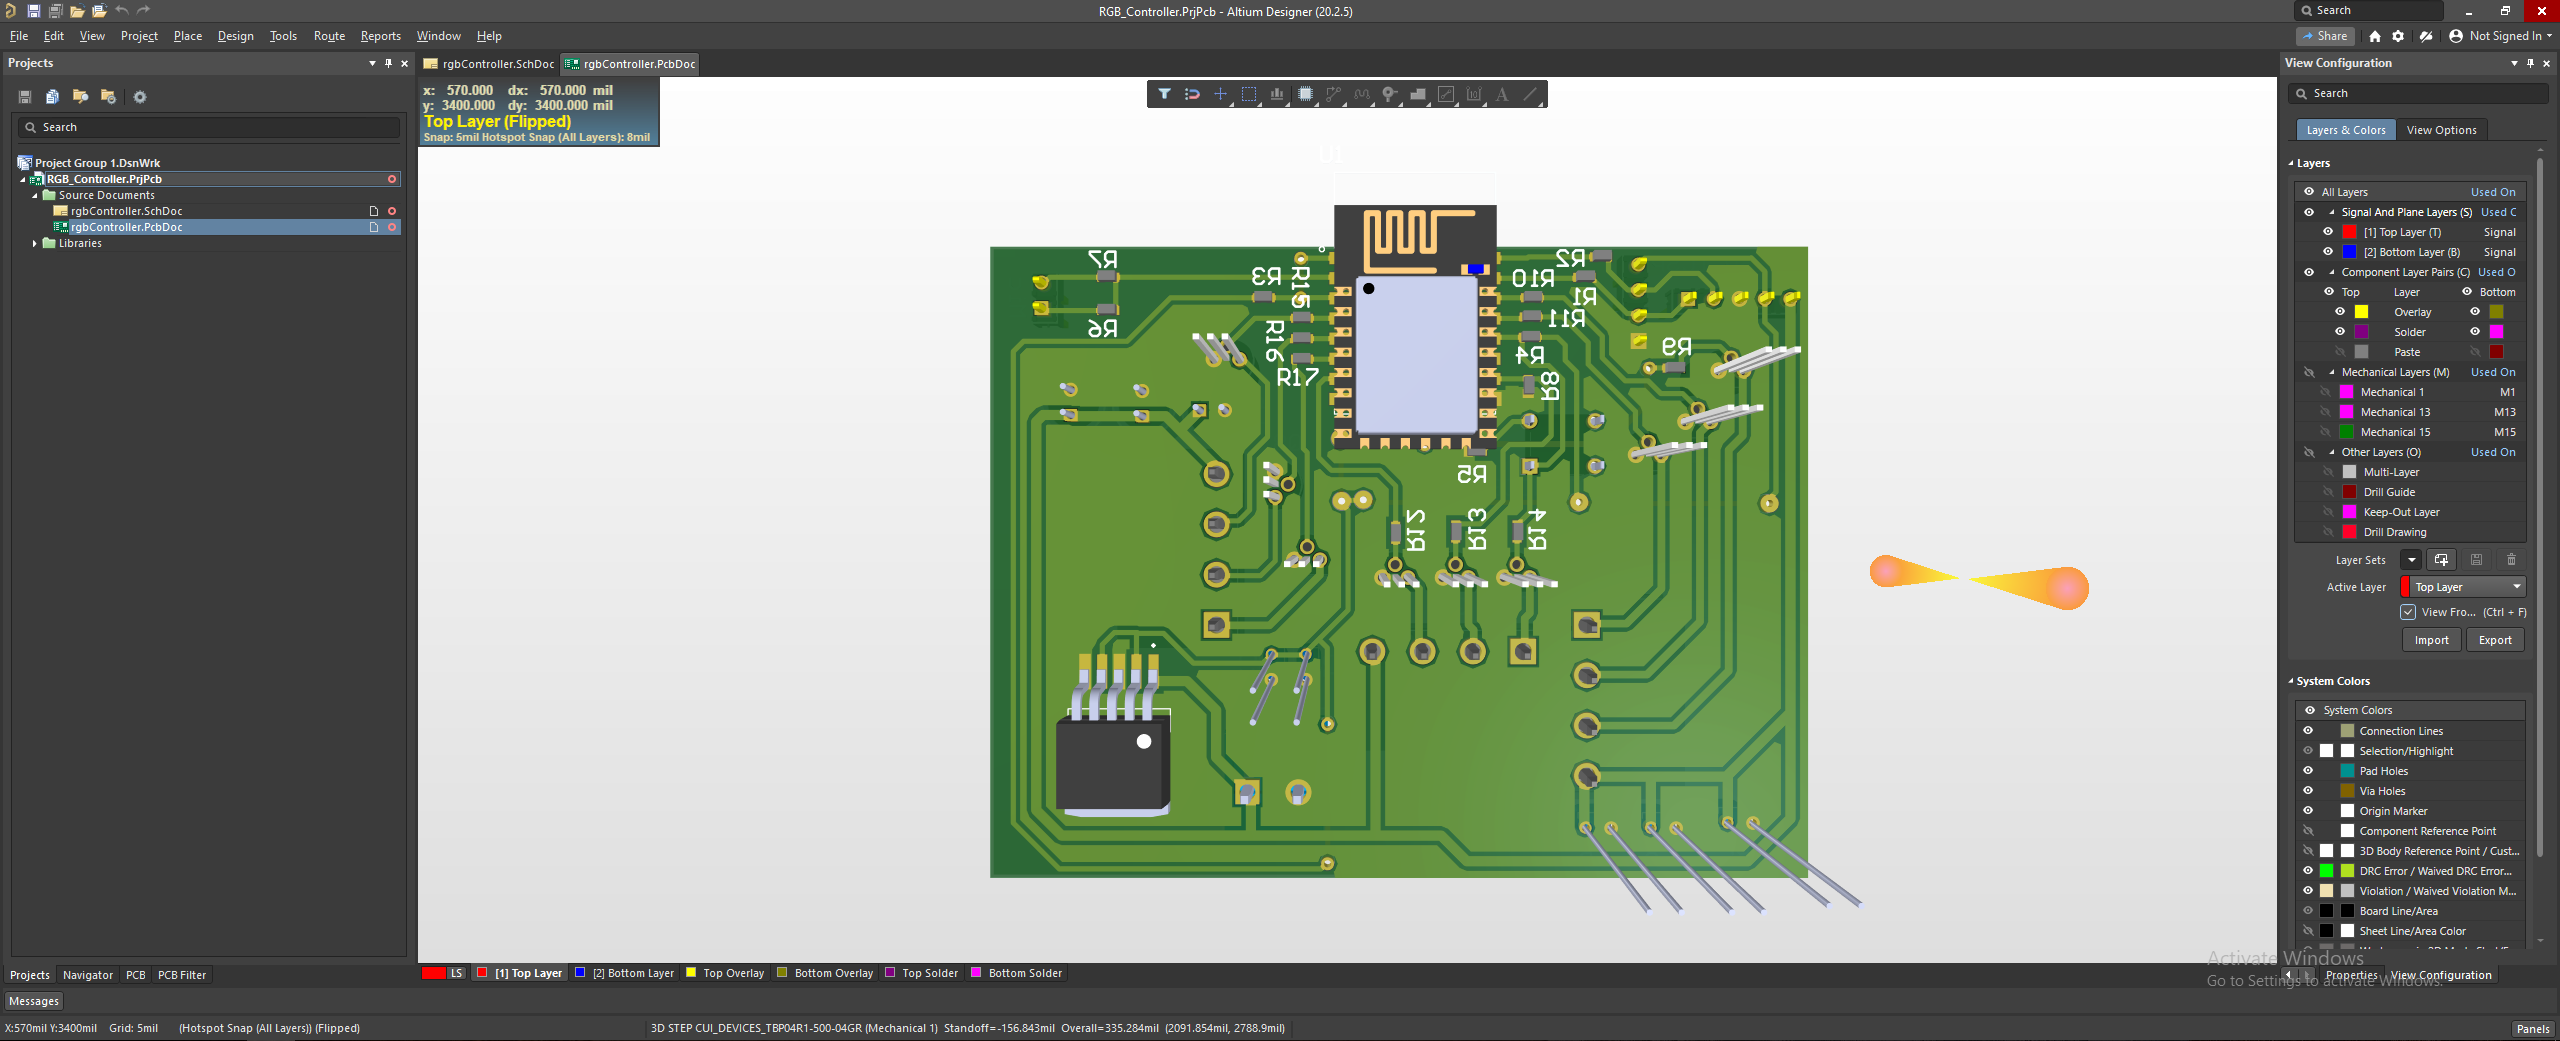 RGB_Controller.PrjPcb - Altium Designer (20.2.5)
Search
File Edit View Project Place Design Tools Route Reports Window Help
Share
Not Signed In
Projects
rgbController.SchDoc
rgbController.PcbDoc
View Configuration
x: 570.000 dx: 570.000 mil
y: 3400.000 dy: 3400.000 mil
Top Layer (Flipped)
Snap: 5mil Hotspot Snap (All Layers): 8mil
Search
Project Group 1.DsnWrk
RGB_Controller.PrjPcb
Source Documents
rgbController.SchDoc
rgbController.PcbDoc
Libraries
U1
R7
R3
R15
R2
R10
R1
R11
R6
R16
R4
R9
R17
R8
R5
R12
R13
R14
Search
Layers & Colors View Options
Layers
All Layers Used On
Signal And Plane Layers (S) Used C
[1] Top Layer (T) Signal
[2] Bottom Layer (B) Signal
Component Layer Pairs (C) Used O
Top Layer Bottom
Overlay
Solder
Paste
Mechanical Layers (M) Used On
Mechanical 1 M1
Mechanical 13 M13
Mechanical 15 M15
Other Layers (O) Used On
Multi-Layer
Drill Guide
Keep-Out Layer
Drill Drawing
Layer Sets
Active Layer Top Layer
View Fro... (Ctrl + F)
Import Export
System Colors
System Colors
Connection Lines
Selection/Highlight
Pad Holes
Via Holes
Origin Marker
Component Reference Point
3D Body Reference Point / Cust...
DRC Error / Waived DRC Error...
Violation / Waived Violation M...
Board Line/Area
Sheet Line/Area Color
Activate Windows
Go to Settings to activate Windows.
Properties View Configuration
Projects Navigator PCB PCB Filter
LS [1] Top Layer [2] Bottom Layer Top Overlay Bottom Overlay Top Solder Bottom Solder
Messages
X:570mil Y:3400mil Grid: 5mil (Hotspot Snap (All Layers)) (Flipped)
3D STEP CUI_DEVICES_TBP04R1-500-04GR (Mechanical 1) Standoff=-156.843mil Overall=335.284mil (2091.854mil, 2788.9mil)
Panels